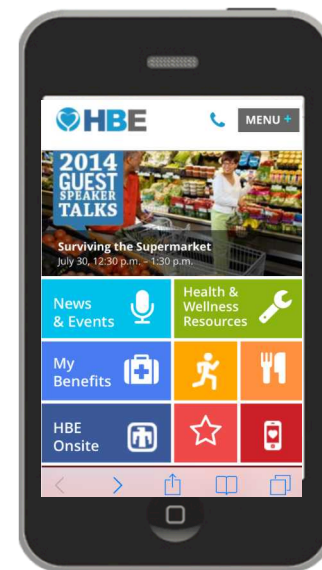 HBE
MENU +
2014
GUEST
SPEAKER
TALKS
Surviving the Supermarket
July 30, 12:30 p.m. – 1:30 p.m.
News
& Events
Health &
Wellness
Resources
My
Benefits
HBE
Onsite